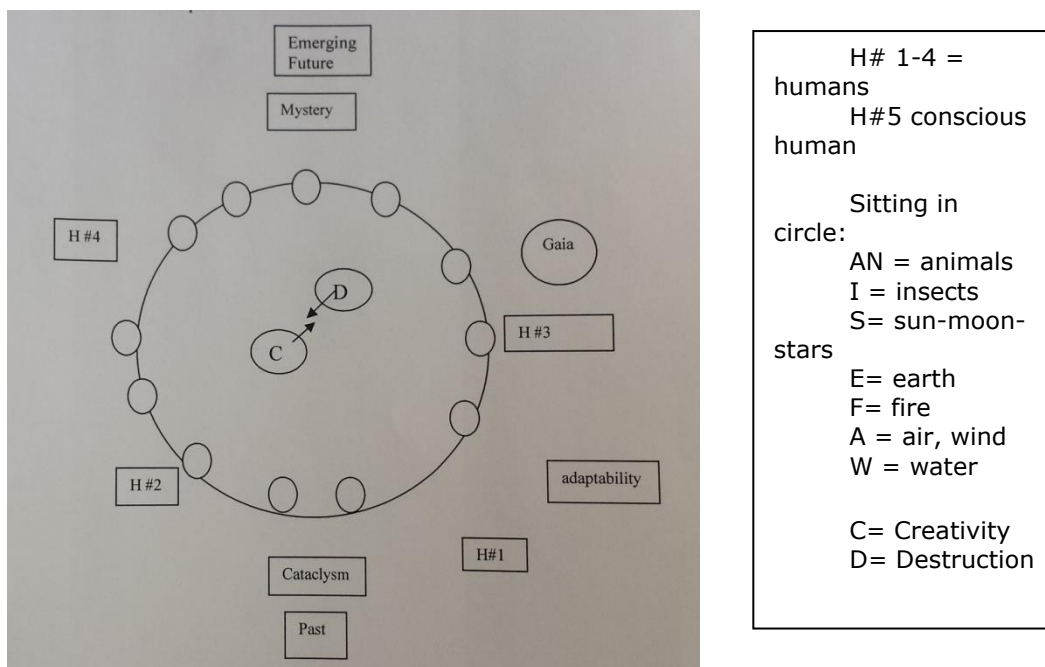 Emerging
Future
Mystery
H #4
Gaia
D
C
H #3
H #2
adaptability
H#1
Cataclysm
Past
H# 1-4 =
humans
H#5 conscious
human
Sitting in
circle:
AN = animals
I = insects
S= sun-moon-
stars
E= earth
F= fire
A = air, wind
W = water
C= Creativity
D= Destruction